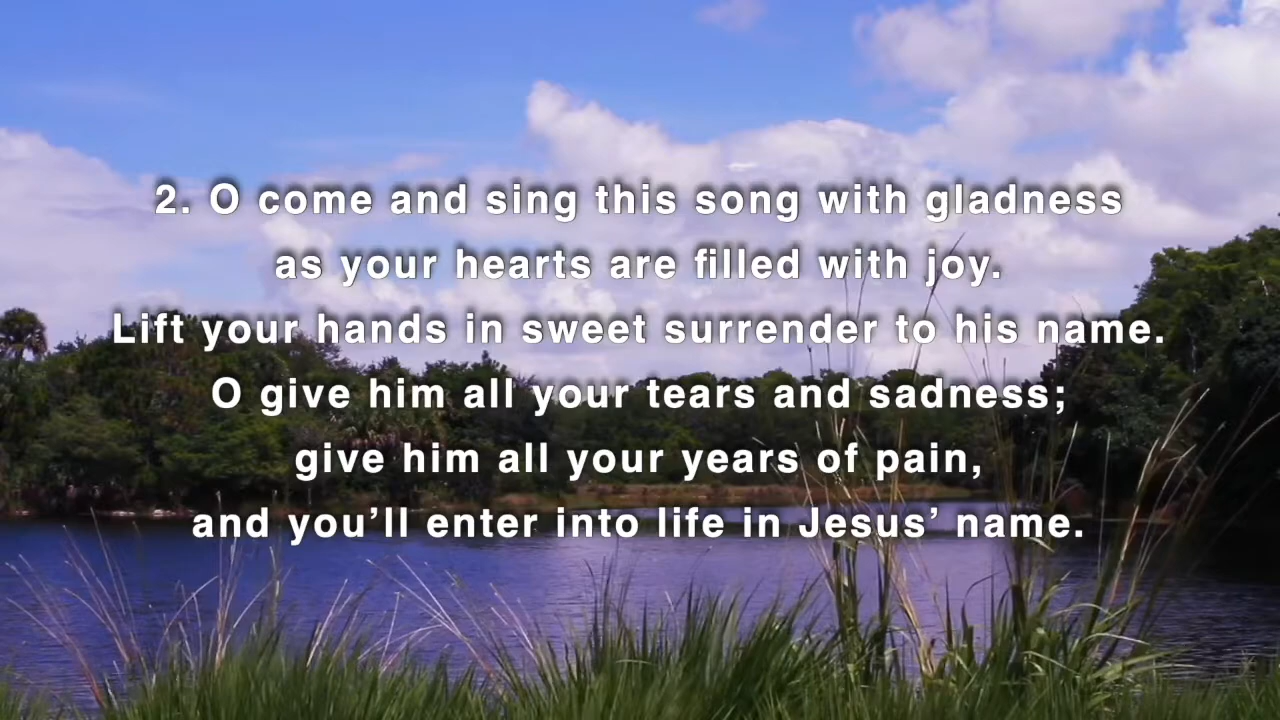 2. O come and sing this song with gladness
as your hearts are filled with joy.
Lift your hands in sweet surrender to his name.
O give him all your tears and sadness;
give him all your years of pain,
and you’ll enter into life in Jesus’ name.